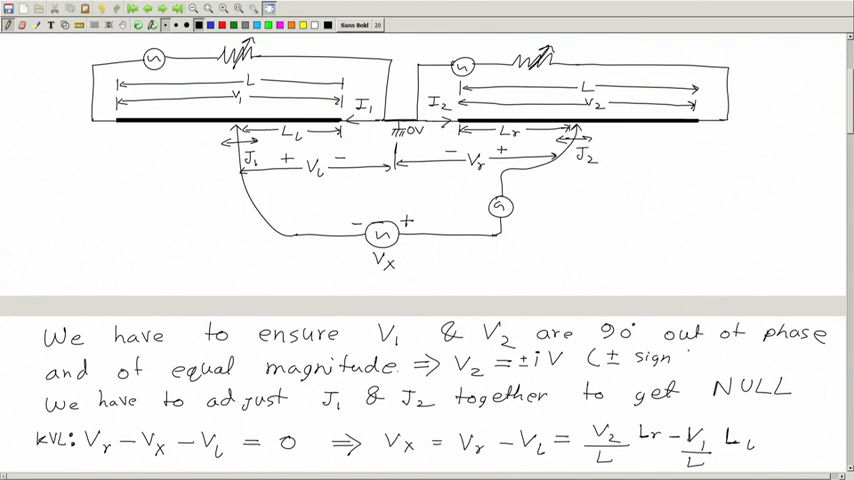 Sans Bold 20
L L
V1 I1 I2 V2
Ll 0V Lr
J1 + Vl - - Vr + J2
- +
Vx
We have to ensure V1 & V2 are 90° out of phase
and of equal magnitude. ⇒ V2 = ±iV (± sign
We have to adjust J1 & J2 together to get NULL
KVL: Vr - Vx - Vl = 0 ⇒ Vx = Vr - Vl = V2/L Lr - V1/L Ll